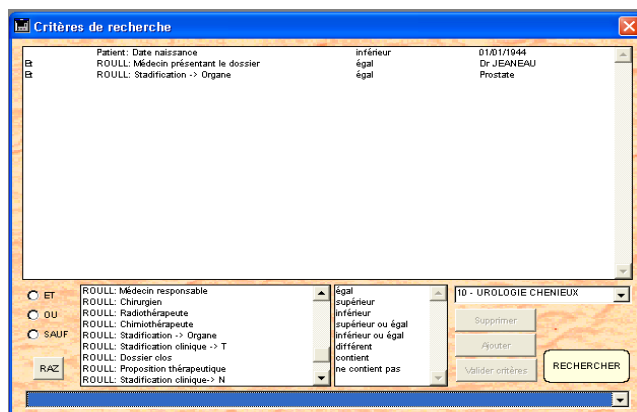 Critères de recherche
Patient: Date naissance inférieur 01/01/1944
Et ROULL: Médecin présentant le dossier égal Dr JEANEAU
Et ROULL: Stadification -> Organe égal Prostate
ET
OU
SAUF
RAZ
ROULL: Médecin responsable
ROULL: Chirurgien
ROULL: Radiothérapeute
ROULL: Chimiothérapeute
ROULL: Stadification -> Organe
ROULL: Stadification clinique -> T
ROULL: Dossier clos
ROULL: Proposition thérapeutique
ROULL: Stadification clinique-> N
égal
supérieur
inférieur
supérieur ou égal
inférieur ou égal
différent
contient
ne contient pas
10 - UROLOGIE CHENIEUX
Supprimer
Ajouter
Valider critères
RECHERCHER